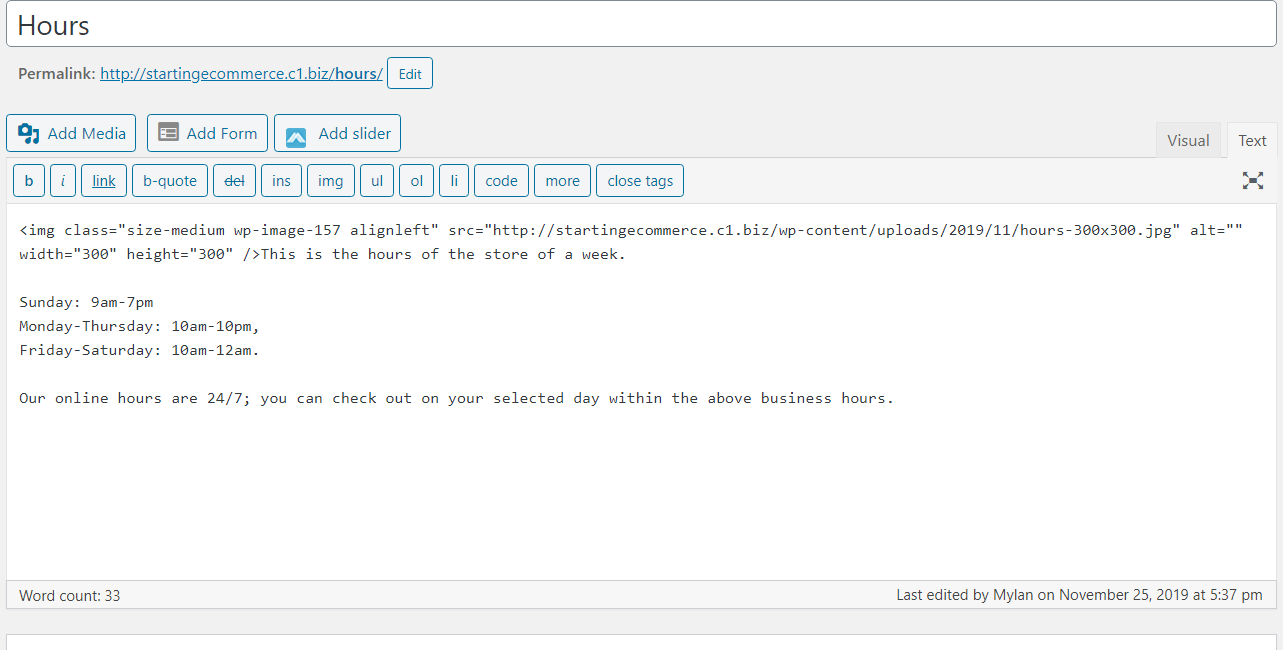 Hours
Permalink: http://startingecommerce.c1.biz/hours/ Edit
Add Media Add Form Add slider Visual Text
b i link b-quote del ins img ul ol li code more close tags
<img class="size-medium wp-image-157 alignleft" src="http://startingecommerce.c1.biz/wp-content/uploads/2019/11/hours-300x300.jpg" alt=""
width="300" height="300" />This is the hours of the store of a week.
Sunday: 9am-7pm
Monday-Thursday: 10am-10pm,
Friday-Saturday: 10am-12am.
Our online hours are 24/7; you can check out on your selected day within the above business hours.
Word count: 33 Last edited by Mylan on November 25, 2019 at 5:37 pm